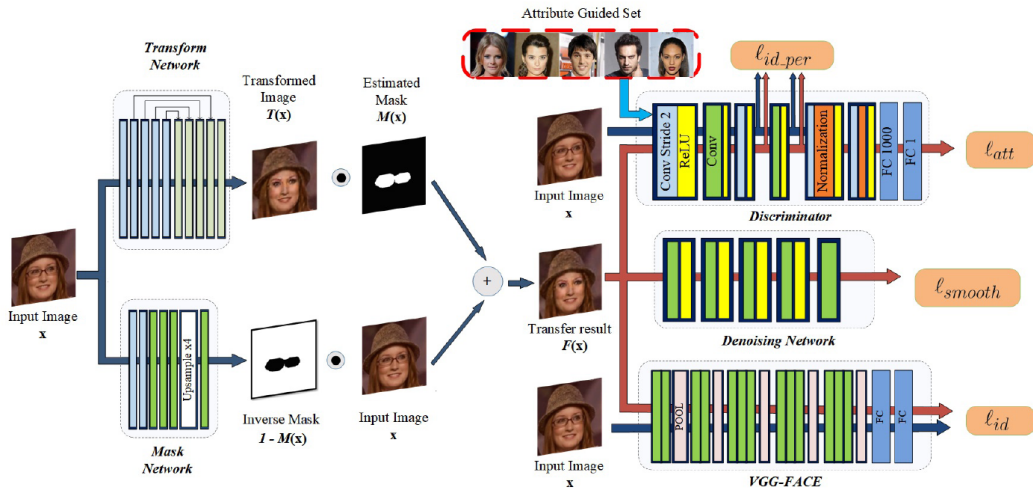 Attribute Guided Set
Transform
Network
Transformed
Image
T(x)
Estimated
Mask
M(x)
ℓid_per
Input Image
x
Conv Stride 2
ReLU
Conv
Normalization
FC 1000
FC 1
ℓatt
Discriminator
Input Image
x
+
Transfer result
F(x)
ℓsmooth
Denoising Network
Upsample x4
Mask
Network
Inverse Mask
1 - M(x)
Input Image
x
Input Image
x
POOL
FC
FC
ℓid
VGG-FACE